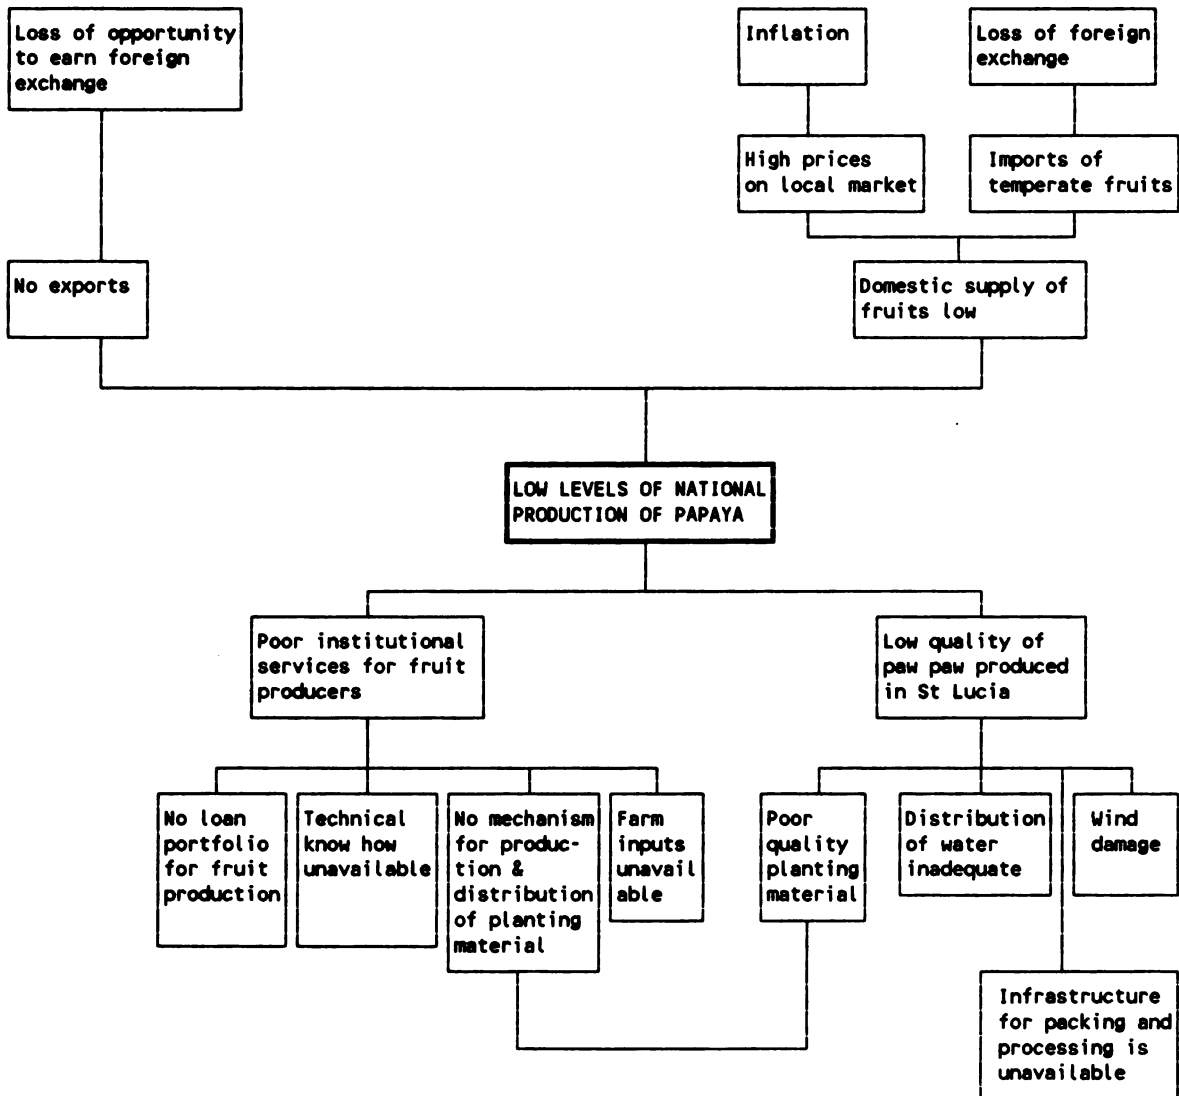 Loss of opportunity
to earn foreign
exchange
Inflation
Loss of foreign
exchange
High prices
on local market
Imports of
temperate fruits
No exports
Domestic supply of
fruits low
LOW LEVELS OF NATIONAL
PRODUCTION OF PAPAYA
Poor institutional
services for fruit
producers
Low quality of
paw paw produced
in St Lucia
No loan
portfolio
for fruit
production
Technical
know how
unavailable
No mechanism
for produc-
tion &
distribution
of planting
material
Farm
inputs
unavail
able
Poor
quality
planting
material
Distribution
of water
inadequate
Wind
damage
Infrastructure
for packing and
processing is
unavailable